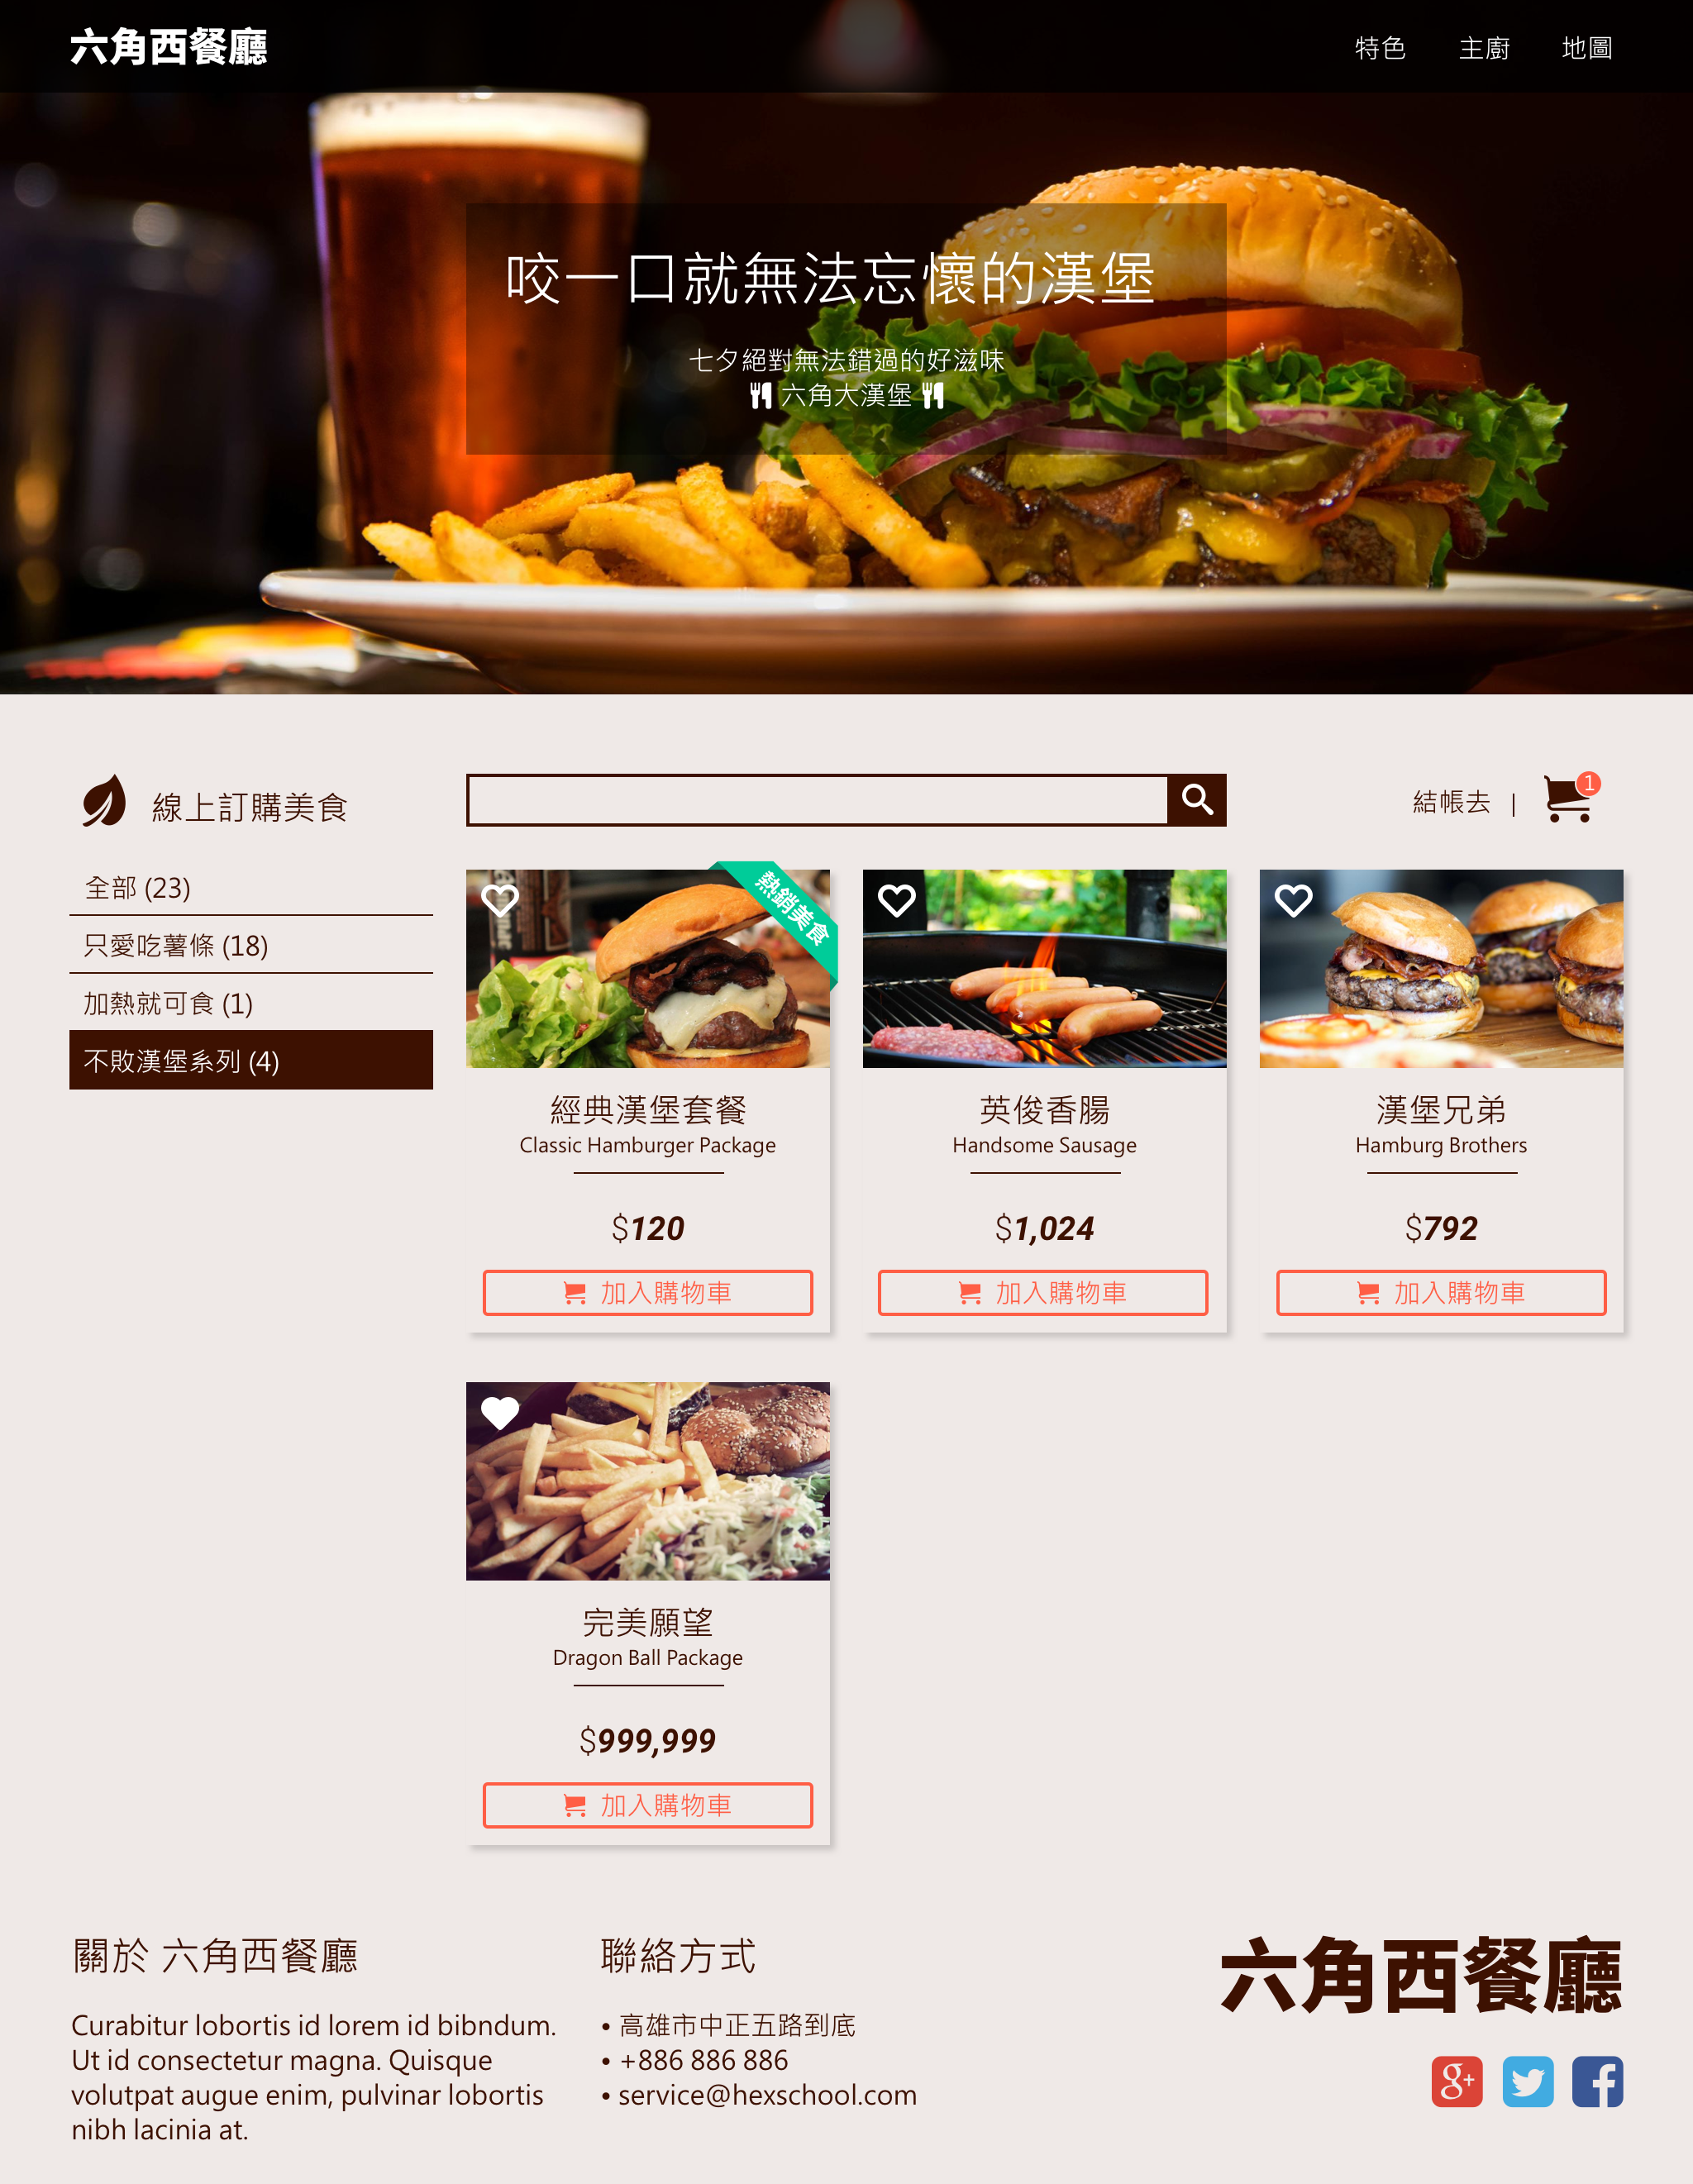 六角西餐廳
特色 主廚 地圖
咬一口就無法忘懷的漢堡
七夕絕對無法錯過的好滋味
六角大漢堡
線上訂購美食
結帳去 |
1
全部 (23)
只愛吃薯條 (18)
加熱就可食 (1)
不敗漢堡系列 (4)
熱銷美食
經典漢堡套餐
Classic Hamburger Package
$120
加入購物車
英俊香腸
Handsome Sausage
$1,024
加入購物車
漢堡兄弟
Hamburg Brothers
$792
加入購物車
完美願望
Dragon Ball Package
$999,999
加入購物車
關於 六角西餐廳
Curabitur lobortis id lorem id bibndum.
Ut id consectetur magna. Quisque
volutpat augue enim, pulvinar lobortis
nibh lacinia at.
聯絡方式
• 高雄市中正五路到底
• +886 886 886
• service@hexschool.com
六角西餐廳
g+